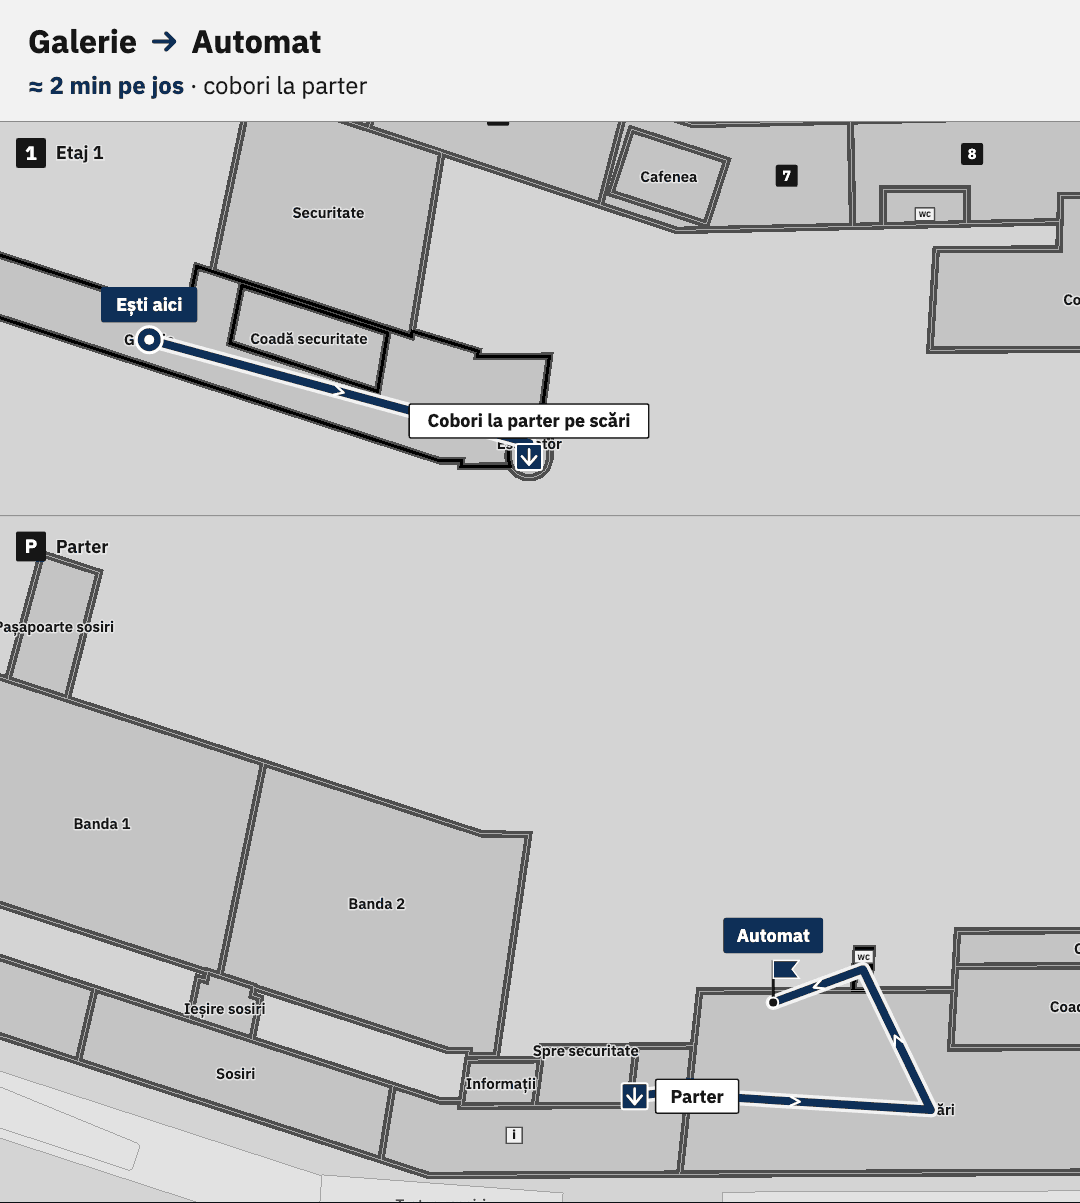 Galerie → Automat
≈ 2 min pe jos · cobori la parter
1 Etaj 1
Cafenea
7
8
WC
Securitate
Ești aici
Coadă securitate
Cobori la parter pe scări
P Parter
Pașapoarte sosiri
Banda 1
Banda 2
Automat
WC
Ieșire sosiri
Spre securitate
Sosiri
Informații
Parter
i